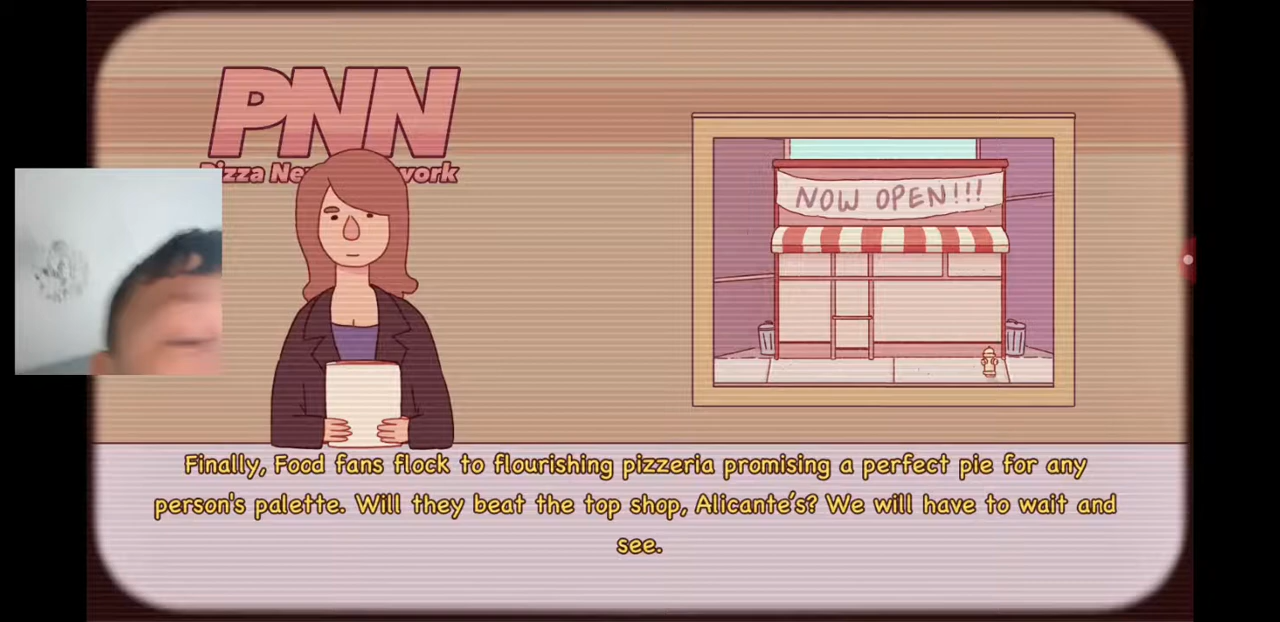 PNN
Pizza Ne work
NOW OPEN!!!
Finally, Food fans flock to flourishing pizzeria promising a perfect pie for any
person's palette. Will they beat the top shop, Alicante's? We will have to wait and
see.